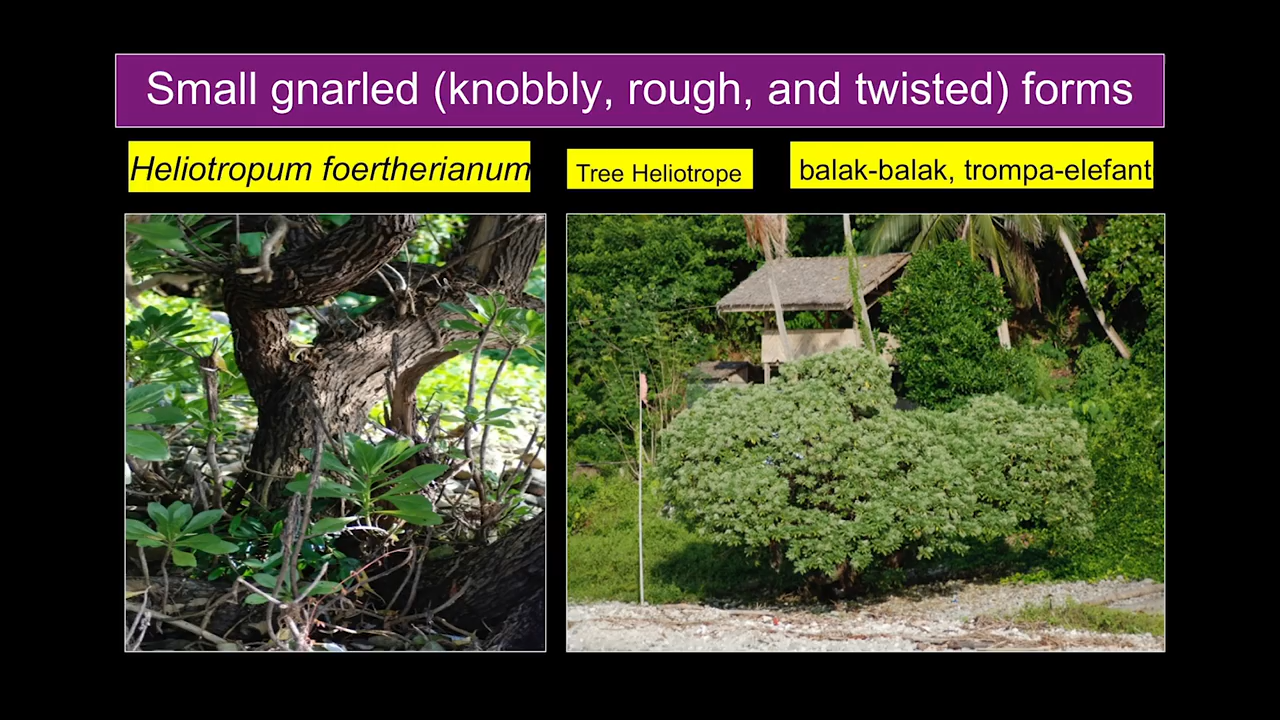 Small gnarled (knobbly, rough, and twisted) forms
Heliotropum foertherianum
Tree Heliotrope
balak-balak, trompa-elefant